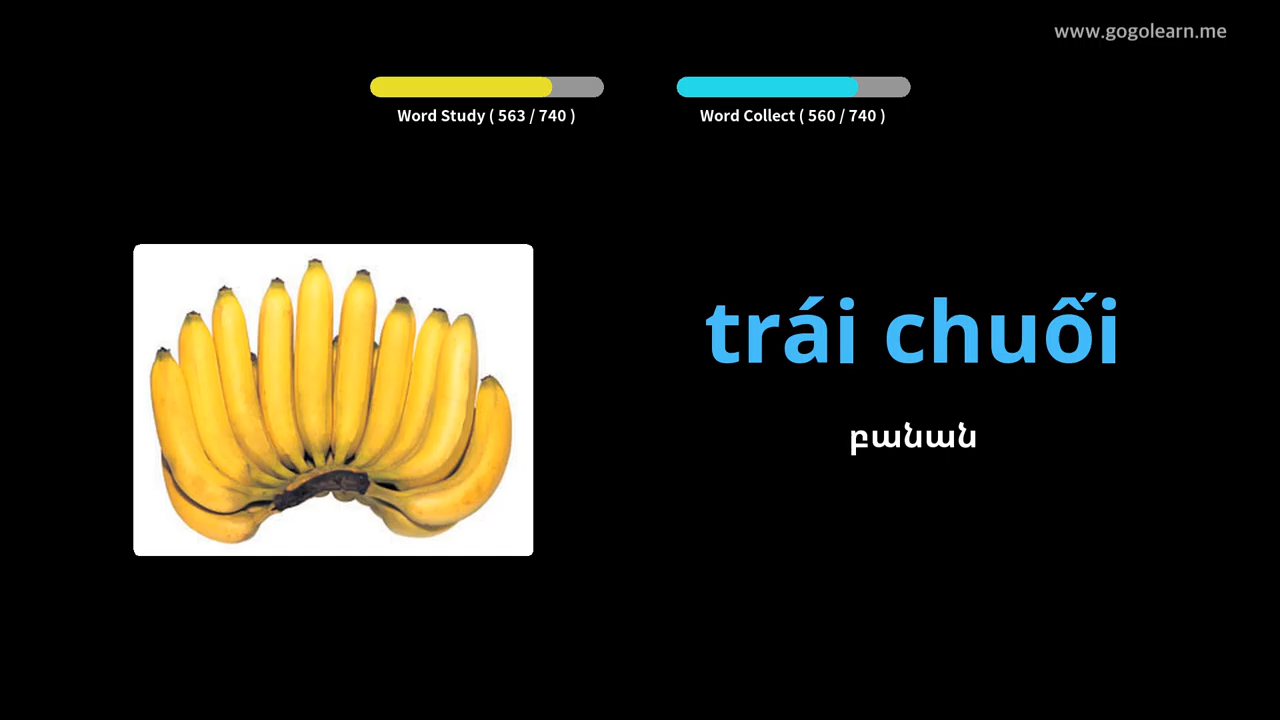 www.gogolearn.me
Word Study ( 563 / 740 )
Word Collect ( 560 / 740 )
trái chuối
բանան